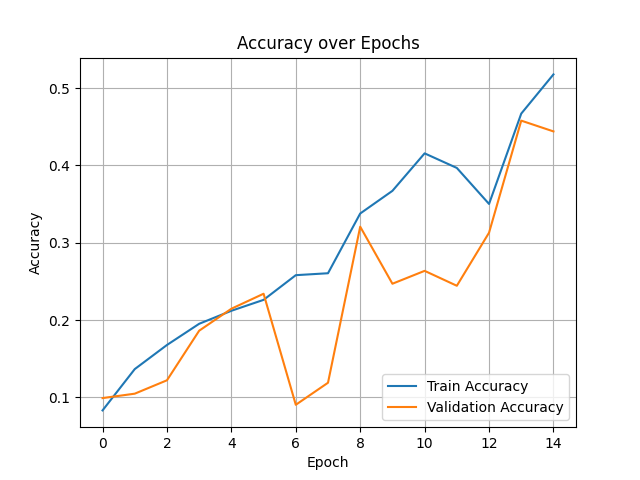 Accuracy over Epochs
Accuracy
0.5
0.4
0.3
0.2
0.1
Train Accuracy
Validation Accuracy
0 2 4 6 8 10 12 14
Epoch